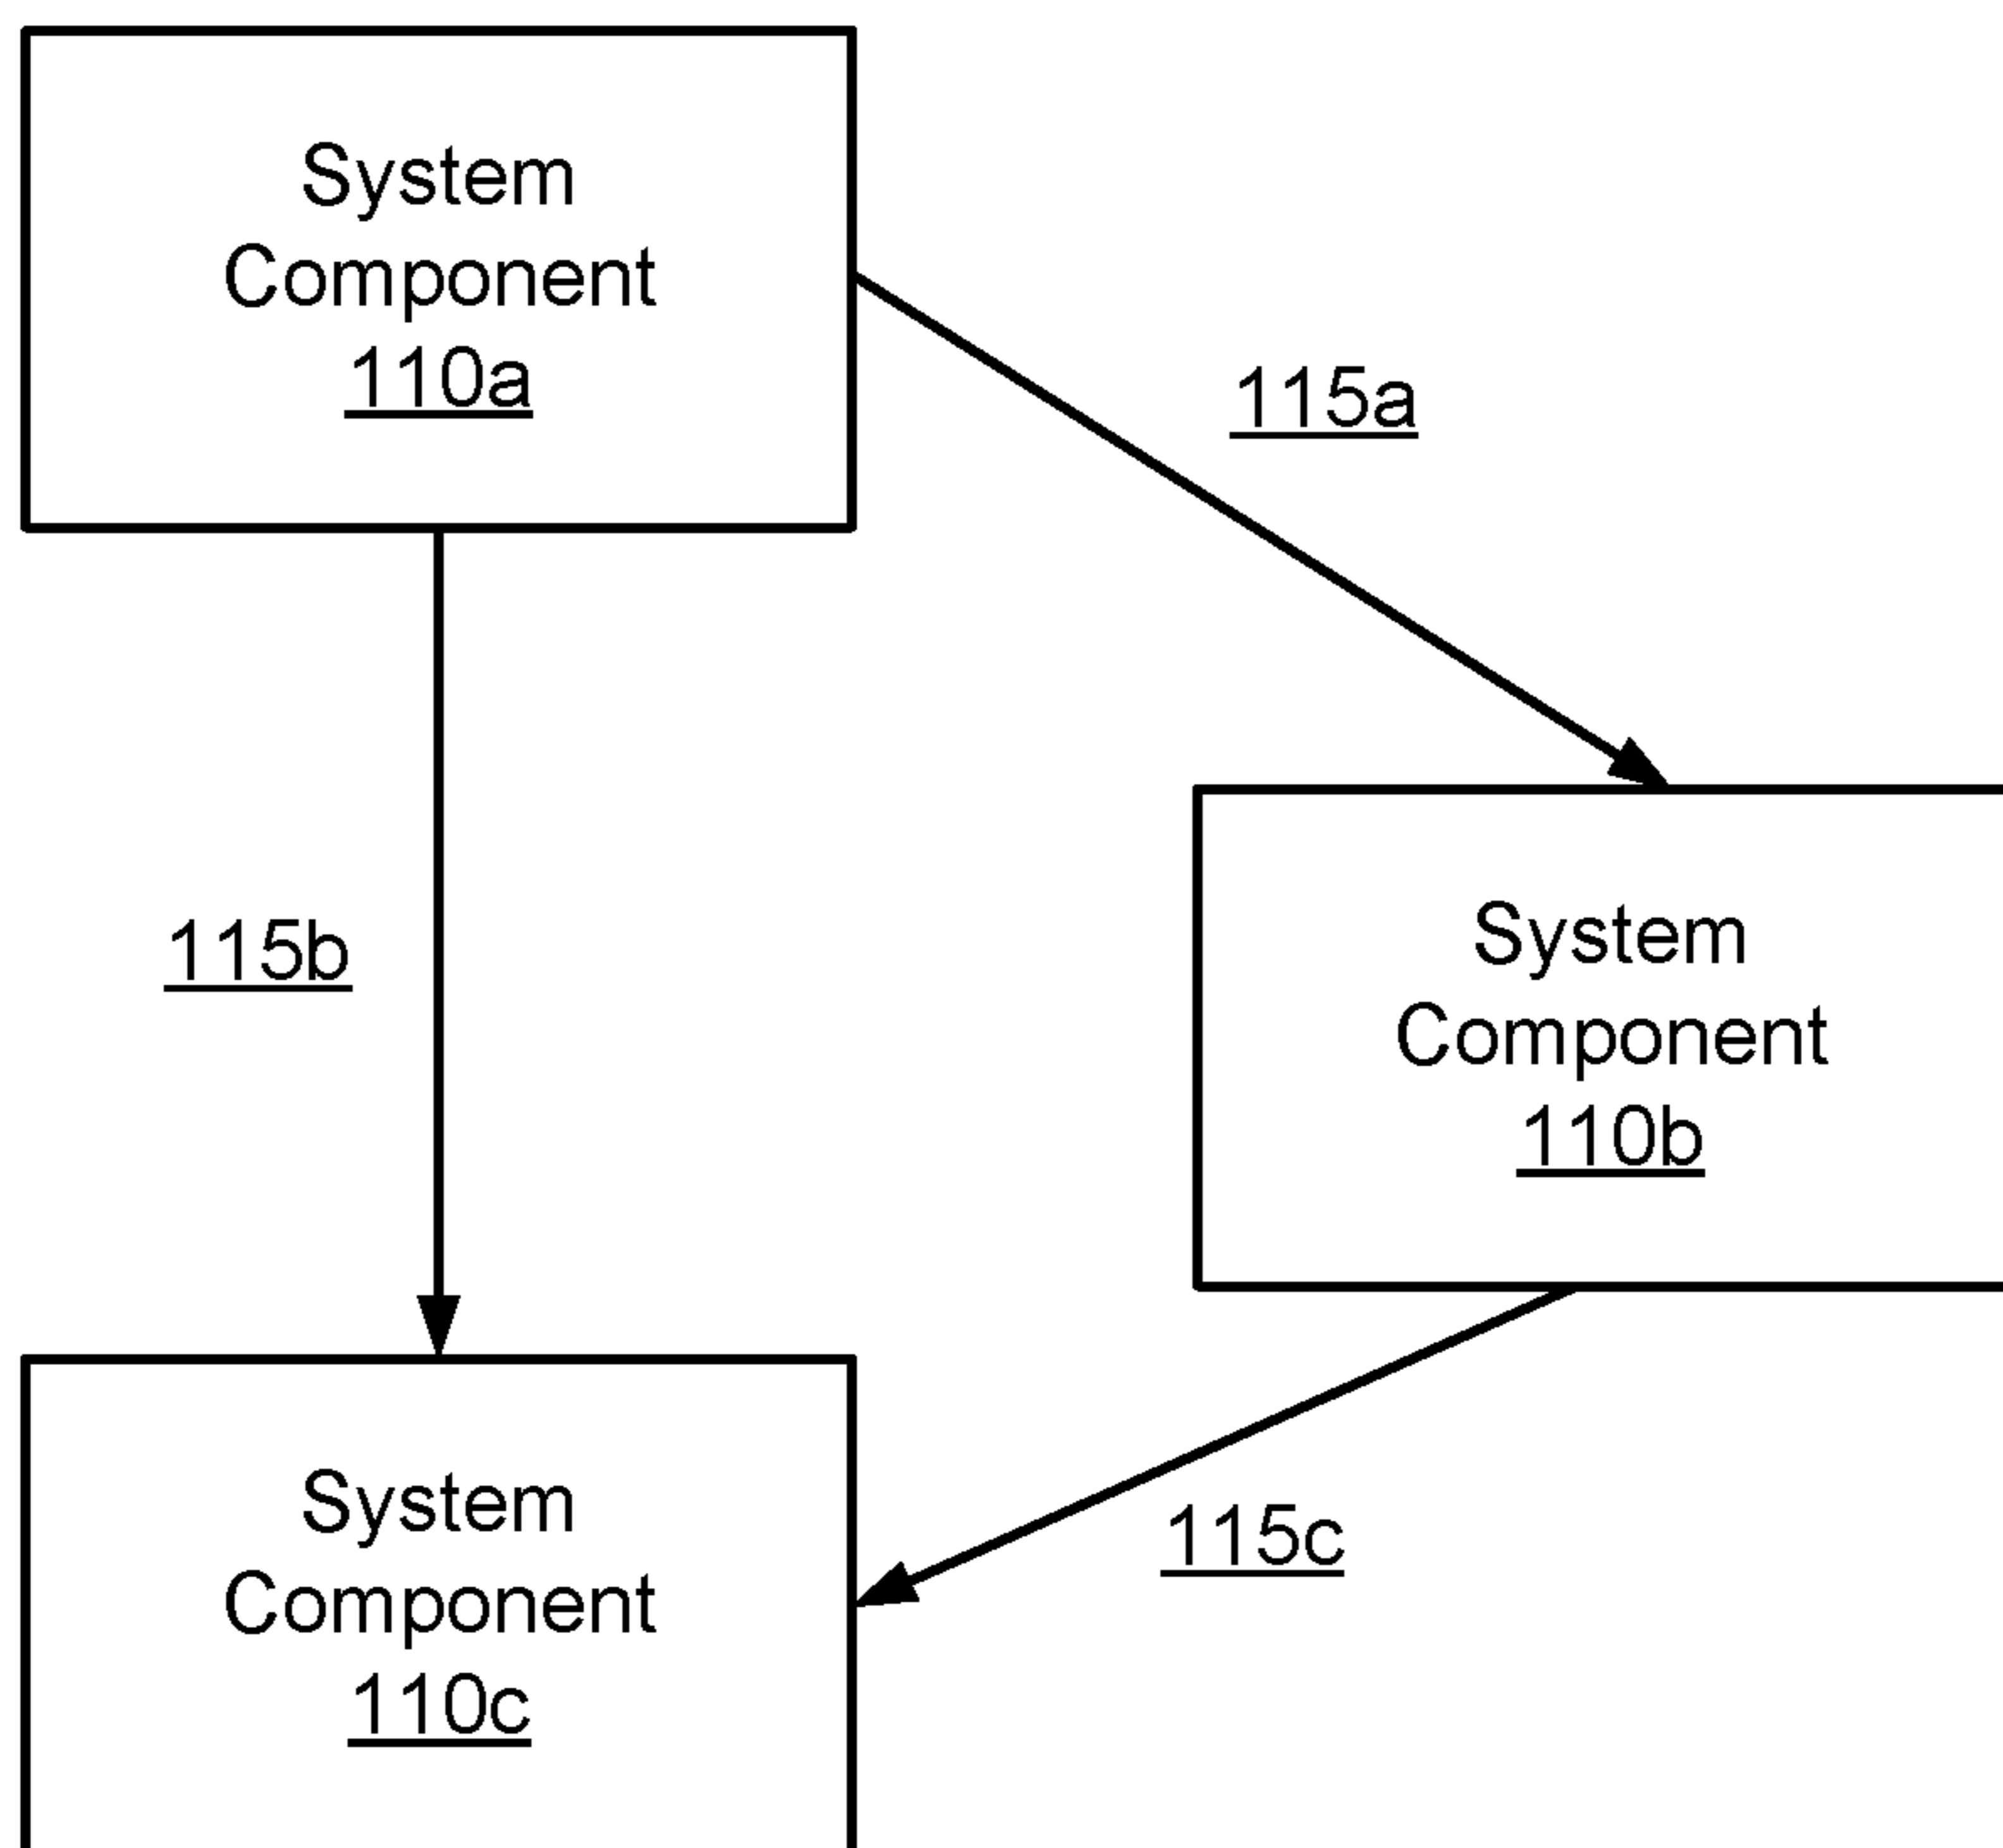 System
Component
110a
115a
115b
System
Component
110b
115c
System
Component
110c